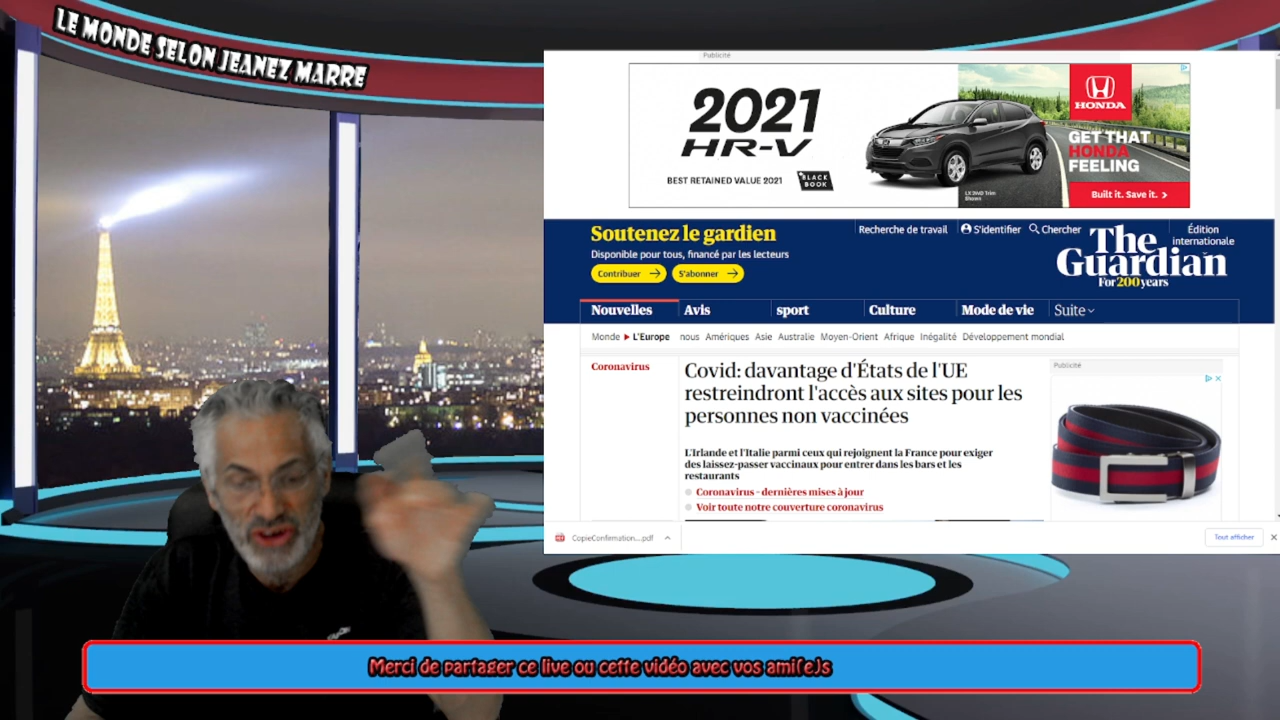 LE MONDE SELON JEANEZ MARRE
Publicité
2021
HR-V
BEST RETAINED VALUE 2021
BLACK
BOOK
LX 2WD Trim
Shown
HONDA
GET THAT
HONDA
FEELING
Built it. Save it. >
Soutenez le gardien
Disponible pour tous, financé par les lecteurs
Contribuer →
S'abonner →
Recherche de travail
S'identifier
Chercher
Édition
internationale
The
Guardian
For 200 years
Nouvelles
Avis
sport
Culture
Mode de vie
Suite
Monde
L'Europe
nous
Amériques
Asie
Australie
Moyen-Orient
Afrique
Inégalité
Développement mondial
Coronavirus
Covid: davantage d'États de l'UE
restreindront l'accès aux sites pour les
personnes non vaccinées
L'Irlande et l'Italie parmi ceux qui rejoignent la France pour exiger
des laissez-passer vaccinaux pour entrer dans les bars et les
restaurants
Coronavirus – dernières mises à jour
Voir toute notre couverture coronavirus
Publicité
CopieConfirmation....pdf
Tout afficher
Merci de partager ce live ou cette vidéo avec vos ami(e)s